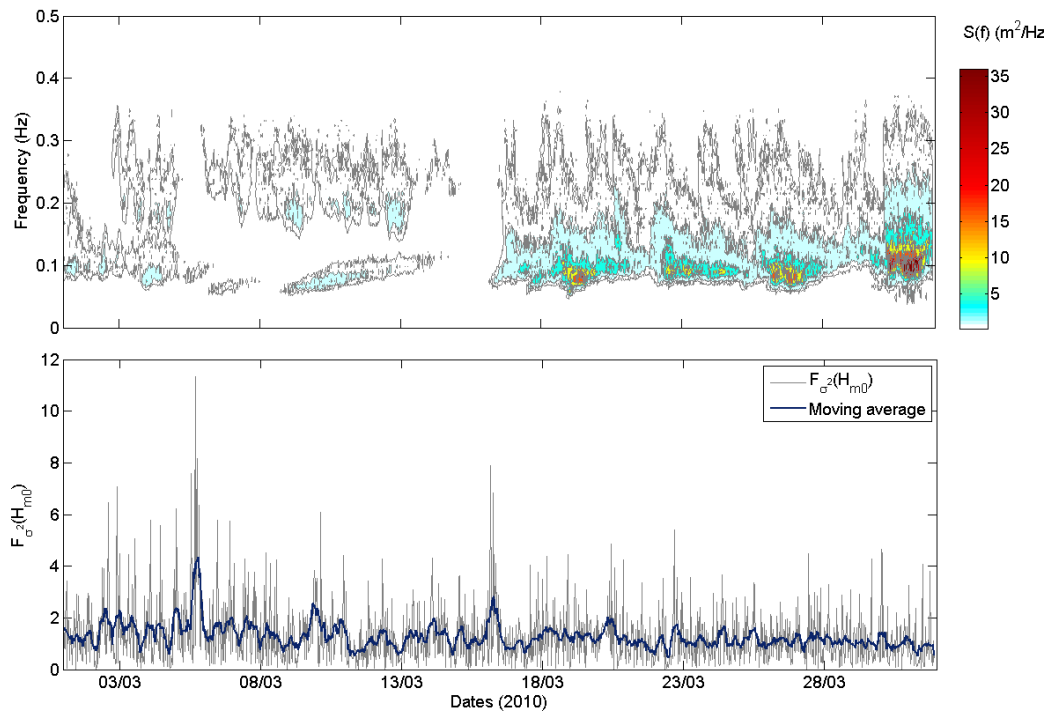 S(f) (m²/Hz
0.5
0.4
0.3
0.2
0.1
0
Frequency (Hz)
35
30
25
20
15
10
5
12
10
8
6
4
2
0
F_σ²(H_m0)
F_σ²(H_m0)
Moving average
03/03 08/03 13/03 18/03 23/03 28/03
Dates (2010)